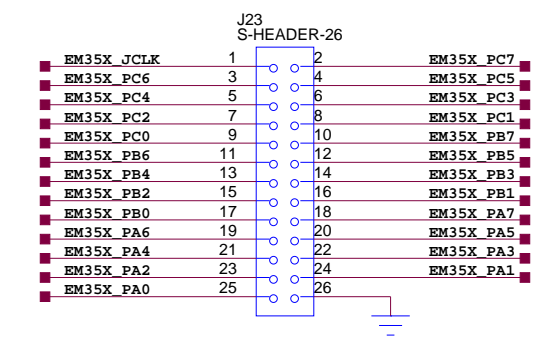 J23
S-HEADER-26
EM35X_JCLK 1 2 EM35X_PC7
EM35X_PC6 3 4 EM35X_PC5
EM35X_PC4 5 6 EM35X_PC3
EM35X_PC2 7 8 EM35X_PC1
EM35X_PC0 9 10 EM35X_PB7
EM35X_PB6 11 12 EM35X_PB5
EM35X_PB4 13 14 EM35X_PB3
EM35X_PB2 15 16 EM35X_PB1
EM35X_PB0 17 18 EM35X_PA7
EM35X_PA6 19 20 EM35X_PA5
EM35X_PA4 21 22 EM35X_PA3
EM35X_PA2 23 24 EM35X_PA1
EM35X_PA0 25 26